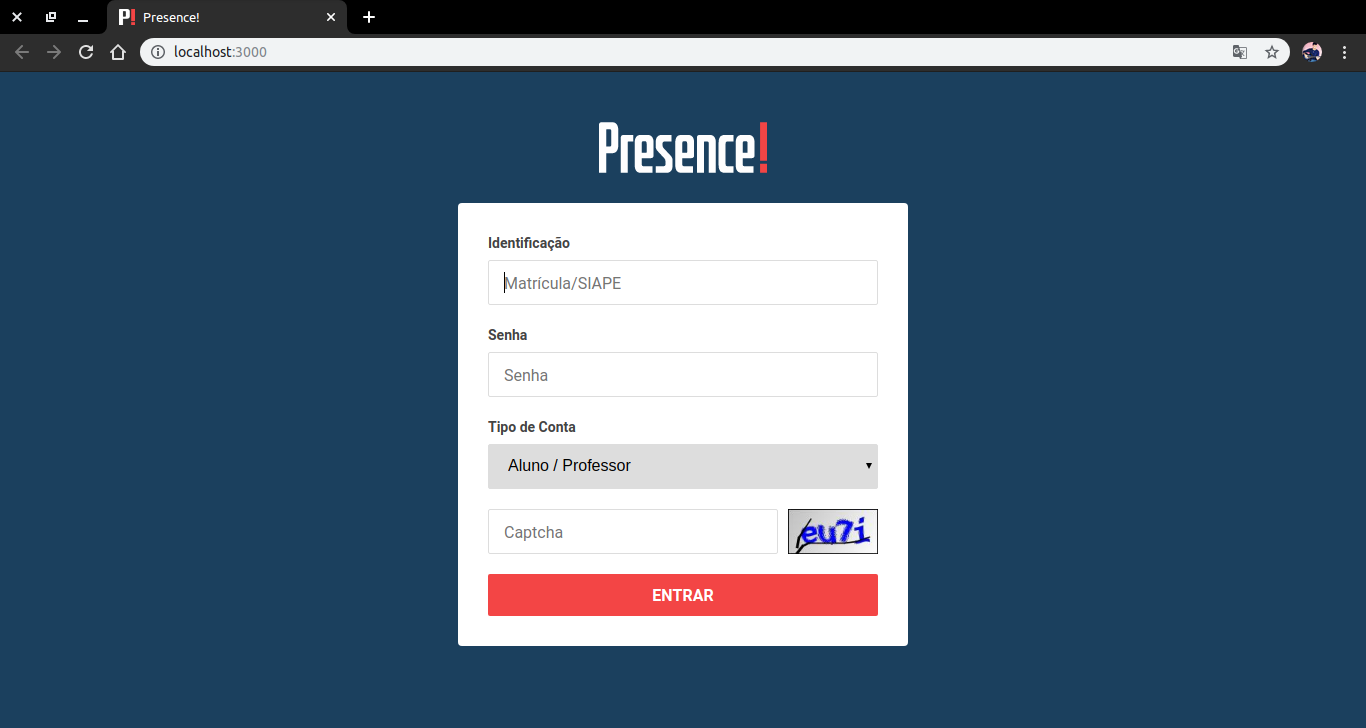 Presence!
localhost:3000
Presence!
Identificação
Matrícula/SIAPE
Senha
Senha
Tipo de Conta
Aluno / Professor
Captcha
eu7i
ENTRAR